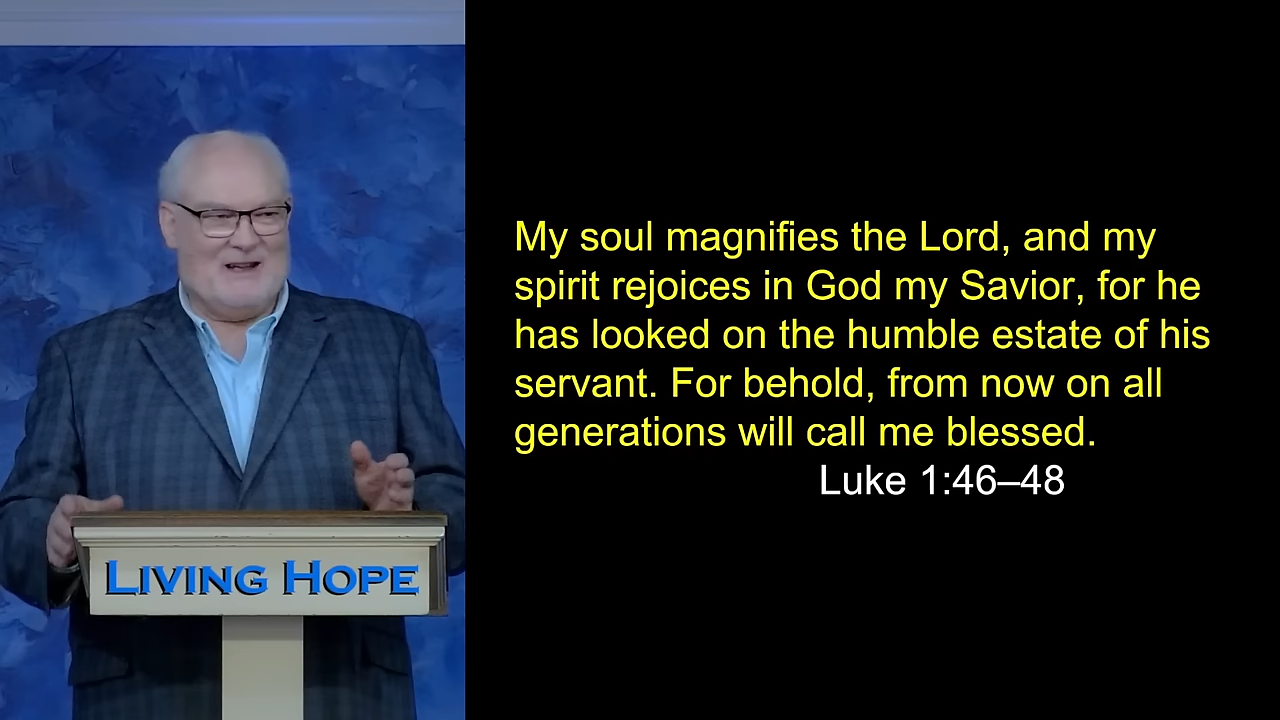 My soul magnifies the Lord, and my
spirit rejoices in God my Savior, for he
has looked on the humble estate of his
servant. For behold, from now on all
generations will call me blessed.
Luke 1:46–48
LIVING HOPE